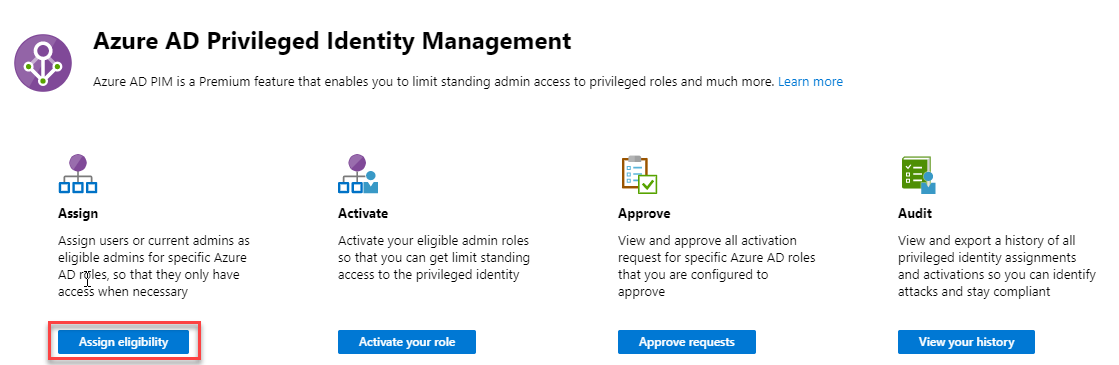 Azure AD Privileged Identity Management
Azure AD PIM is a Premium feature that enables you to limit standing admin access to privileged roles and much more. Learn more
Assign
Assign users or current admins as
eligible admins for specific Azure
AD roles, so that they only have
access when necessary
Assign eligibility
Activate
Activate your eligible admin roles
so that you can get limit standing
access to the privileged identity
Activate your role
Approve
View and approve all activation
request for specific Azure AD roles
that you are configured to
approve
Approve requests
Audit
View and export a history of all
privileged identity assignments
and activations so you can identify
attacks and stay compliant
View your history